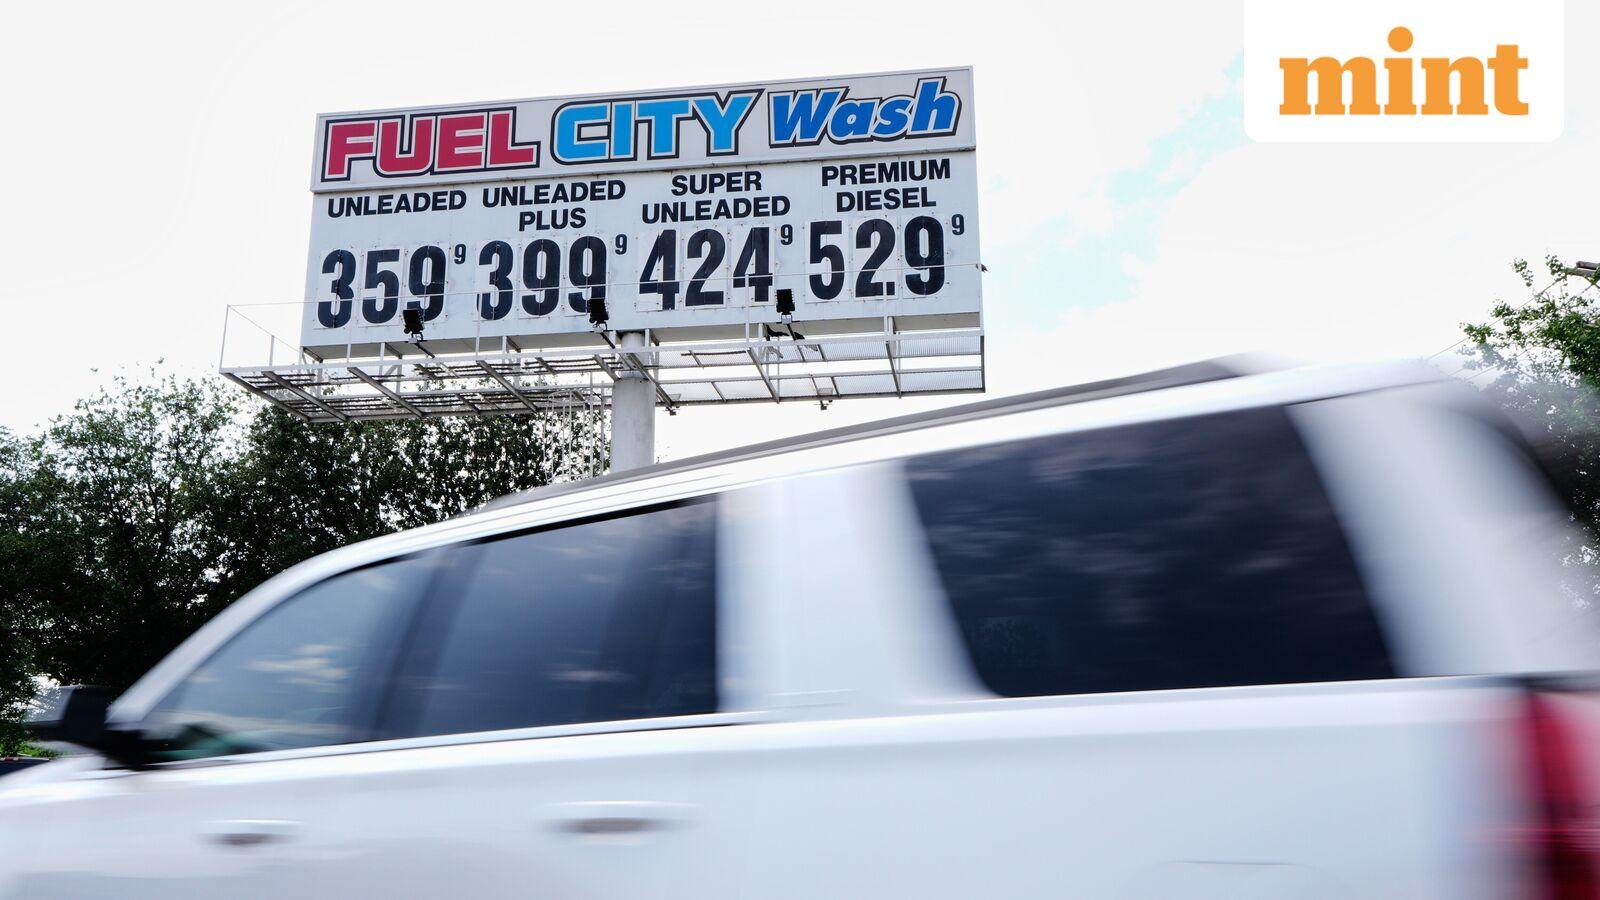 mint
FUEL CITY Wash
UNLEADED
359 9
UNLEADED
PLUS
399 9
SUPER
UNLEADED
424 9
PREMIUM
DIESEL
529 9